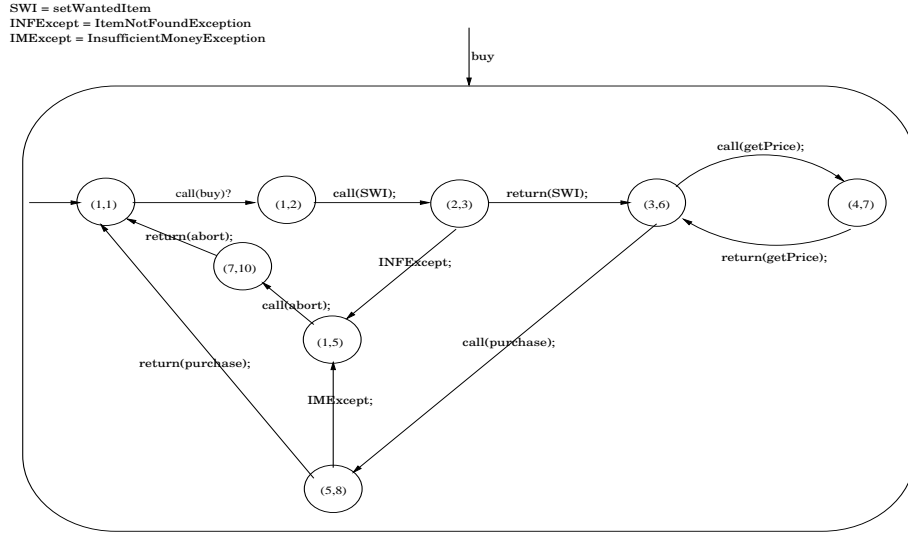 SWI = setWantedItem
INFExcept = ItemNotFoundException
IMExcept = InsufficientMoneyException
buy
call(getPrice);
call(buy)?
call(SWI);
return(SWI);
(1,1)
(1,2)
(2,3)
(3,6)
(4,7)
return(abort);
INFExcept;
return(getPrice);
(7,10)
call(abort);
(1,5)
call(purchase);
return(purchase);
IMExcept;
(5,8)